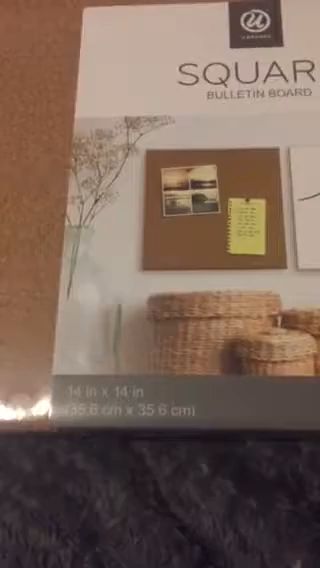 SQUAR
BULLETIN BOARD
14 in x 14 in
(35.6 cm x 35.6 cm)